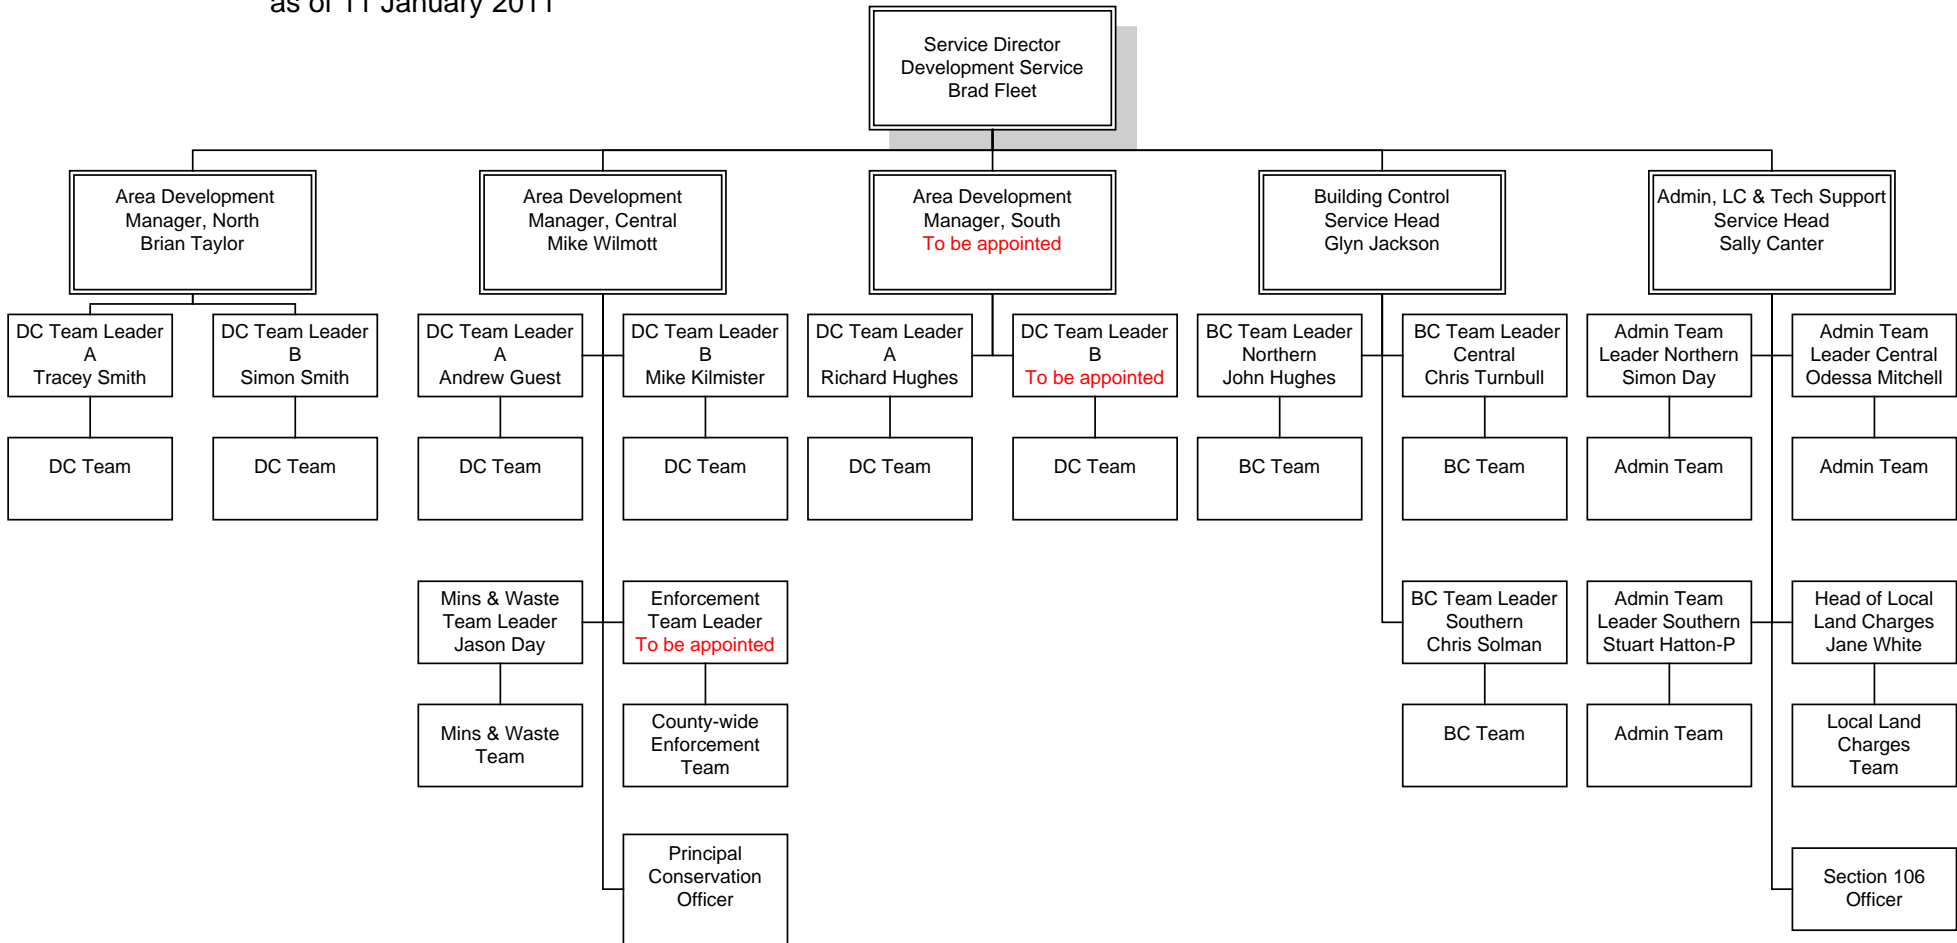 as of 11 January 2011
Service Director
Development Service
Brad Fleet
Area Development
Manager, North
Brian Taylor
Area Development
Manager, Central
Mike Wilmott
Area Development
Manager, South
To be appointed
Building Control
Service Head
Glyn Jackson
Admin, LC & Tech Support
Service Head
Sally Canter
DC Team Leader
A
Tracey Smith
DC Team Leader
B
Simon Smith
DC Team Leader
A
Andrew Guest
DC Team Leader
B
Mike Kilmister
DC Team Leader
A
Richard Hughes
DC Team Leader
B
To be appointed
BC Team Leader
Northern
John Hughes
BC Team Leader
Central
Chris Turnbull
Admin Team
Leader Northern
Simon Day
Admin Team
Leader Central
Odessa Mitchell
DC Team
DC Team
DC Team
DC Team
DC Team
DC Team
BC Team
BC Team
Admin Team
Admin Team
Mins & Waste
Team Leader
Jason Day
Enforcement
Team Leader
To be appointed
BC Team Leader
Southern
Chris Solman
Admin Team
Leader Southern
Stuart Hatton-P
Head of Local
Land Charges
Jane White
Mins & Waste
Team
County-wide
Enforcement
Team
BC Team
Admin Team
Local Land
Charges
Team
Principal
Conservation
Officer
Section 106
Officer